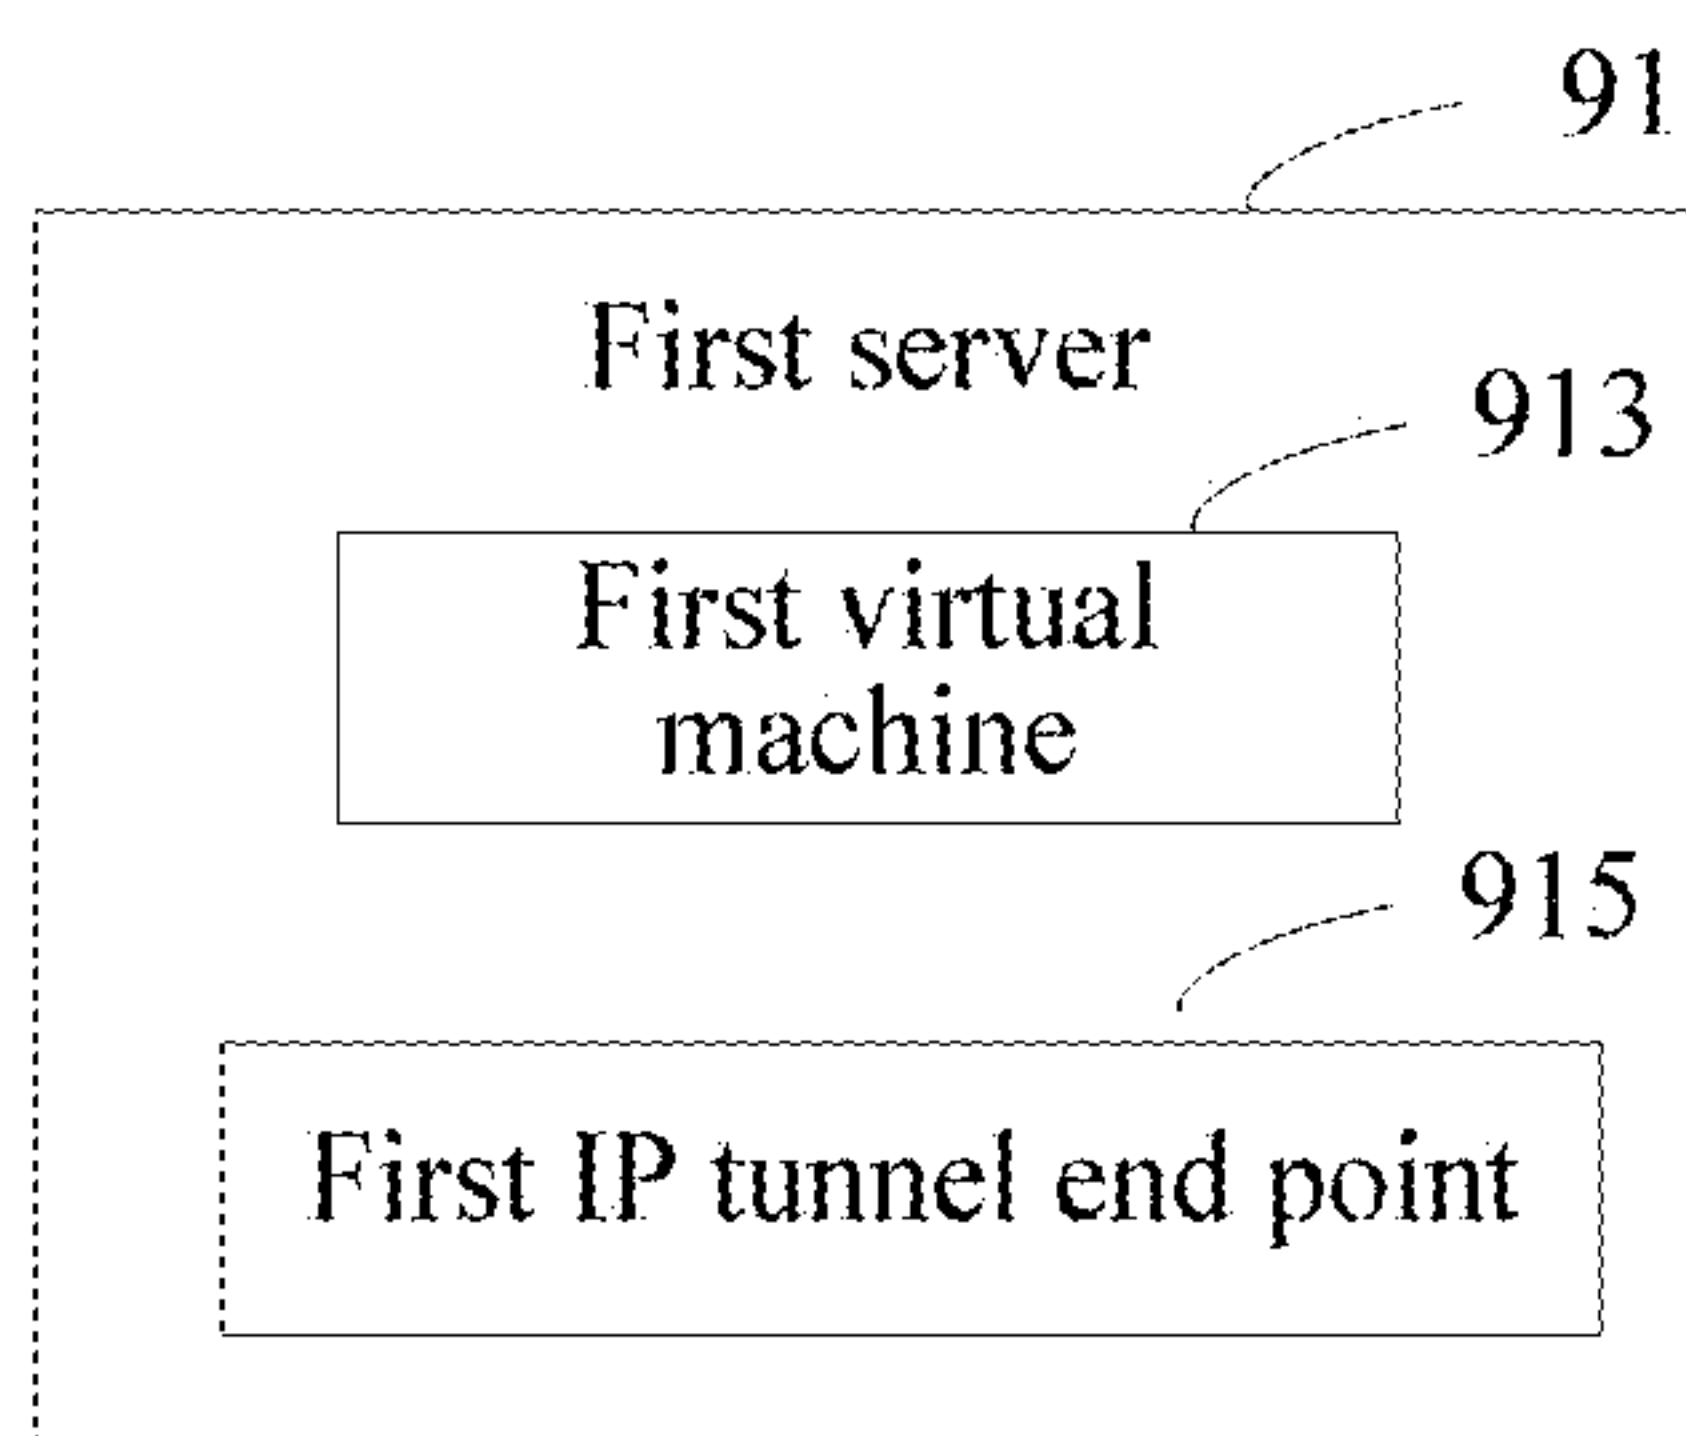 91
First server
913
First virtual
machine
915
First IP tunnel end point